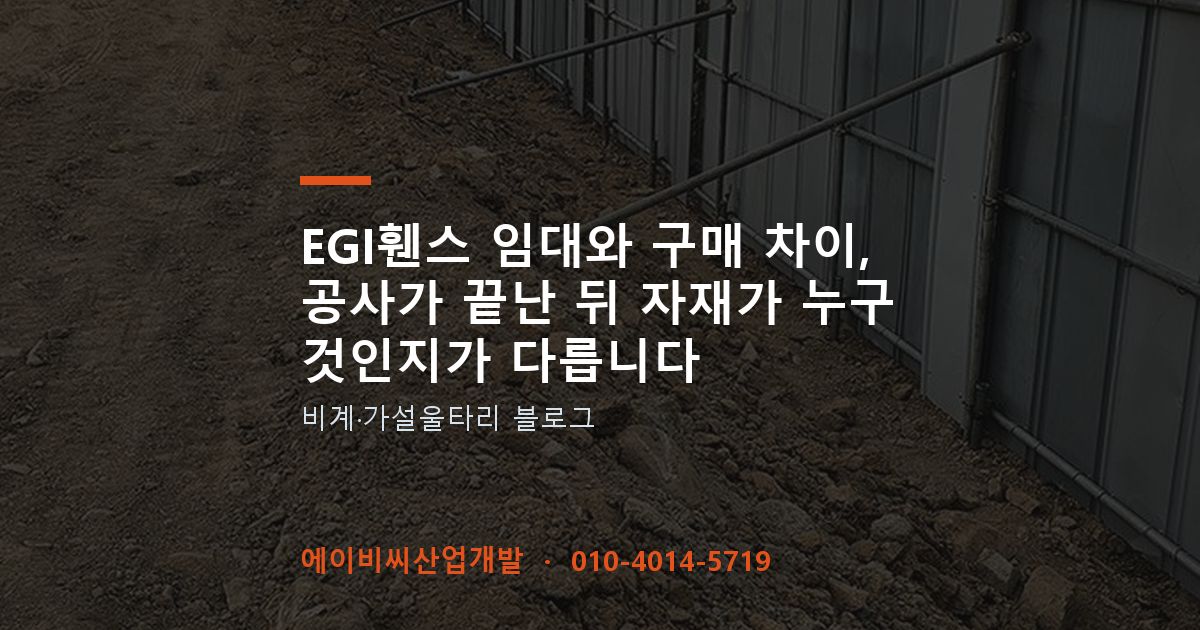 EGI휀스 임대와 구매 차이,
공사가 끝난 뒤 자재가 누구
것인지가 다릅니다
비계·가설울타리 블로그
에이비씨산업개발 · 010-4014-5719